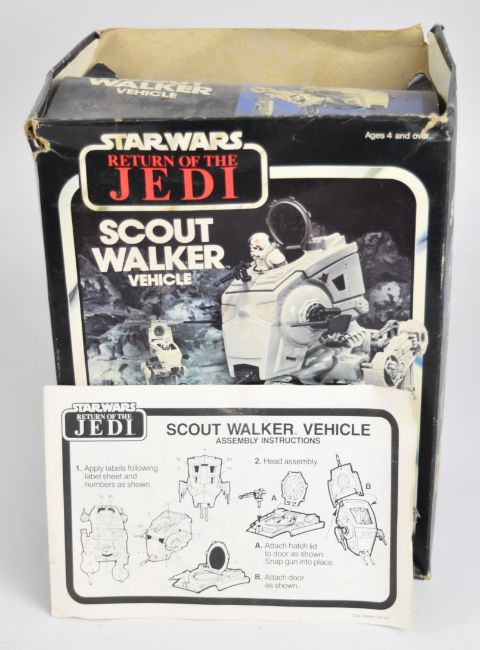 WALKER
VEHICLE
STAR WARS
RETURN OF THE
JEDI
Ages 4 and over
SCOUT
WALKER
VEHICLE
STAR WARS
RETURN OF THE
JEDI
SCOUT WALKER VEHICLE
ASSEMBLY INSTRUCTIONS
1. Apply labels following
label sheet and
numbers as shown.
2. Head assembly.
A
B
A. Attach hatch lid
to door as shown.
Snap gun into place.
B. Attach door
as shown.